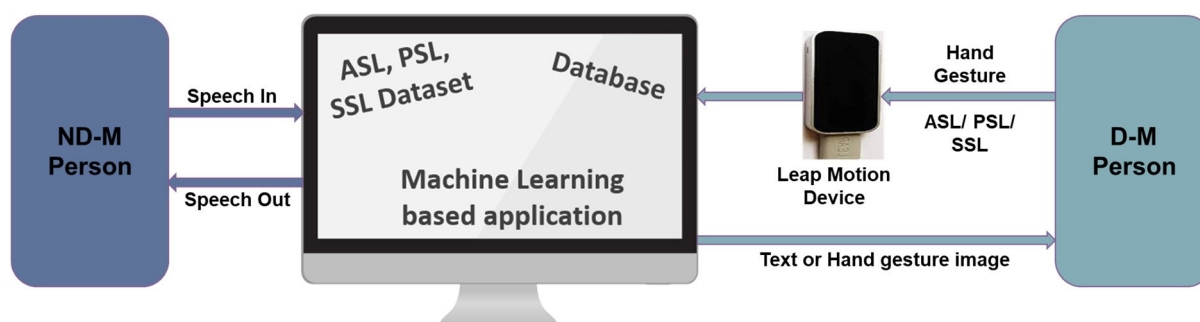 ND-M
Person
Speech In
Speech Out
ASL, PSL,
SSL Dataset
Database
Machine Learning
based application
Leap Motion
Device
Hand
Gesture
ASL/ PSL/
SSL
Text or Hand gesture image
D-M
Person